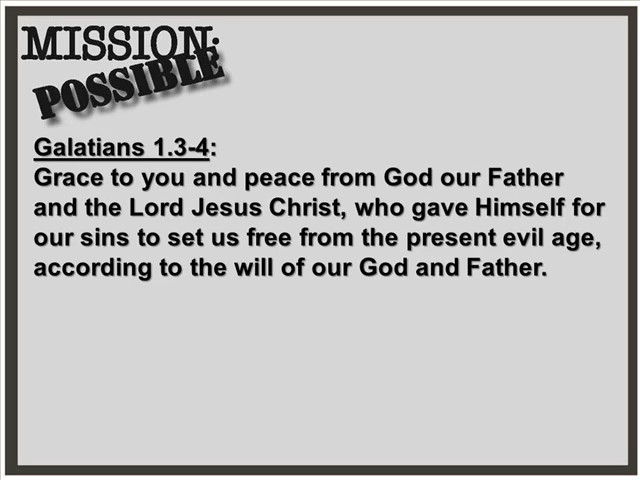 MISSION:
POSSIBLE
Galatians 1.3-4:
Grace to you and peace from God our Father
and the Lord Jesus Christ, who gave Himself for
our sins to set us free from the present evil age,
according to the will of our God and Father.